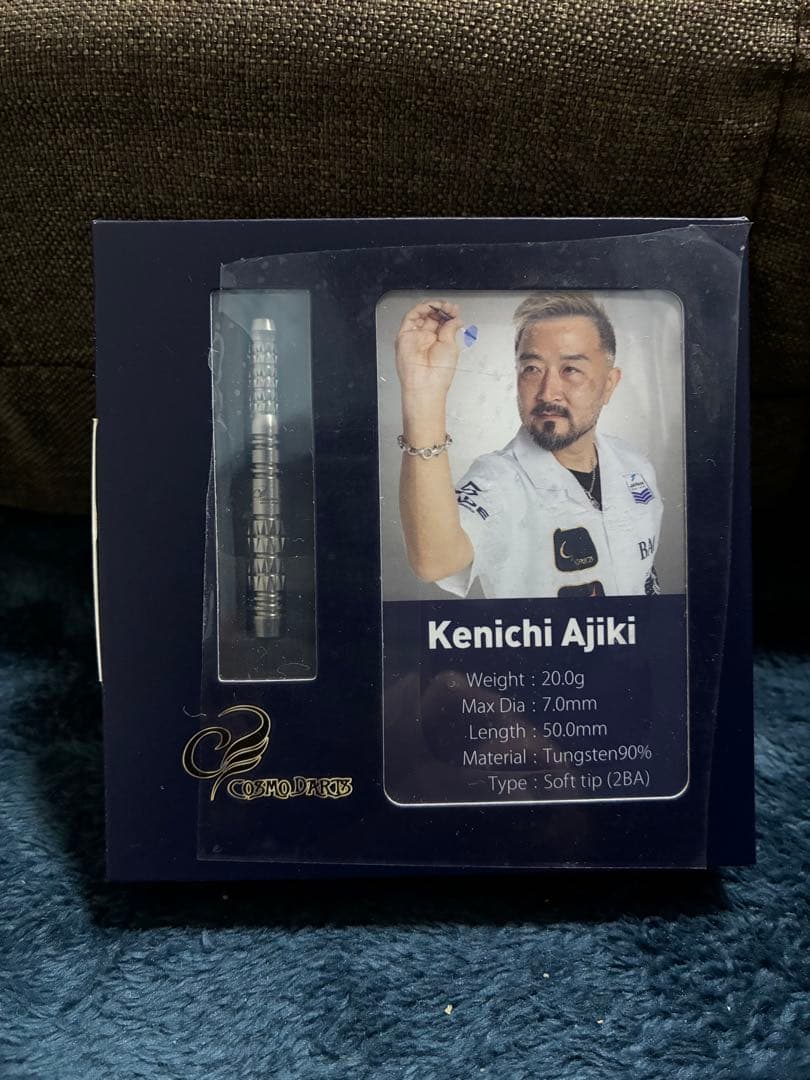 Kenichi Ajiki
Weight : 20.0g
Max Dia : 7.0mm
Length : 50.0mm
Material : Tungsten90%
Type : Soft tip (2BA)
COSMO DARTS